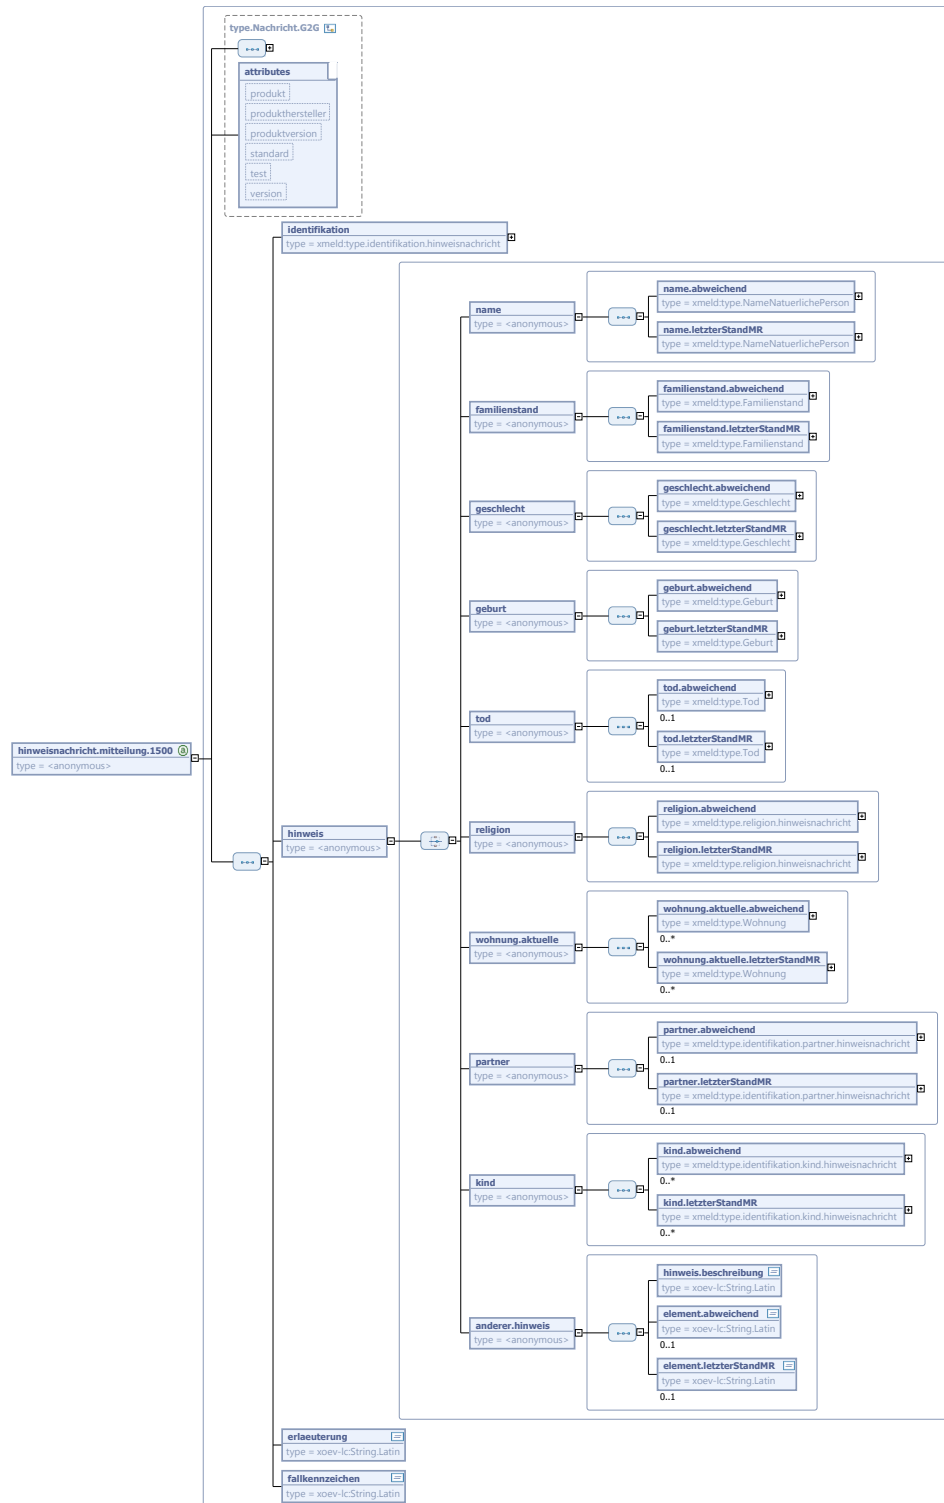 type.Nachricht.G2G
attributes
produkt
produkthersteller
produktversion
standard
test
version
identifikation
type = xmeld:type.identifikation.hinweisnachricht
name
type = <anonymous>
name.abweichend
type = xmeld:type.NameNatuerlichePerson
name.letzterStandMR
type = xmeld:type.NameNatuerlichePerson
familienstand
type = <anonymous>
familienstand.abweichend
type = xmeld:type.Familienstand
familienstand.letzterStandMR
type = xmeld:type.Familienstand
geschlecht
type = <anonymous>
geschlecht.abweichend
type = xmeld:type.Geschlecht
geschlecht.letzterStandMR
type = xmeld:type.Geschlecht
geburt
type = <anonymous>
geburt.abweichend
type = xmeld:type.Geburt
geburt.letzterStandMR
type = xmeld:type.Geburt
tod
type = <anonymous>
tod.abweichend
type = xmeld:type.Tod
0..1
tod.letzterStandMR
type = xmeld:type.Tod
0..1
hinweisnachricht.mitteilung.1500 a
type = <anonymous>
hinweis
type = <anonymous>
religion
type = <anonymous>
religion.abweichend
type = xmeld:type.religion.hinweisnachricht
religion.letzterStandMR
type = xmeld:type.religion.hinweisnachricht
wohnung.aktuelle
type = <anonymous>
wohnung.aktuelle.abweichend
type = xmeld:type.Wohnung
0..*
wohnung.aktuelle.letzterStandMR
type = xmeld:type.Wohnung
0..*
partner
type = <anonymous>
partner.abweichend
type = xmeld:type.identifikation.partner.hinweisnachricht
0..1
partner.letzterStandMR
type = xmeld:type.identifikation.partner.hinweisnachricht
0..1
kind
type = <anonymous>
kind.abweichend
type = xmeld:type.identifikation.kind.hinweisnachricht
0..*
kind.letzterStandMR
type = xmeld:type.identifikation.kind.hinweisnachricht
0..*
anderer.hinweis
type = <anonymous>
hinweis.beschreibung
type = xoev-lc:String.Latin
element.abweichend
type = xoev-lc:String.Latin
0..1
element.letzterStandMR
type = xoev-lc:String.Latin
0..1
erlaeuterung
type = xoev-lc:String.Latin
fallkennzeichen
type = xoev-lc:String.Latin